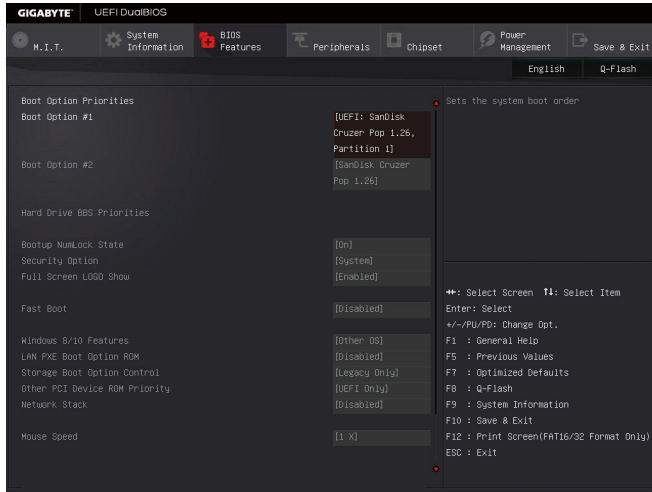 GIGABYTE™ UEFI DualBIOS
M.I.T.
System Information
BIOS Features
Peripherals
Chipset
Power Management
Save & Exit
English
Q-Flash
Boot Option Priorities
Boot Option #1 [UEFI: SanDisk
Cruzer Pop 1.26,
Partition 1]
Boot Option #2 [SanDisk Cruzer
Pop 1.26]
Hard Drive BBS Priorities
Bootup NumLock State [On]
Security Option [System]
Full Screen LOGO Show [Enabled]
Fast Boot [Disabled]
Windows 8/10 Features [Other OS]
LAN PXE Boot Option ROM [Disabled]
Storage Boot Option Control [Legacy Only]
Other PCI Device ROM Priority [UEFI Only]
Network Stack [Disabled]
Mouse Speed [1 X]
Sets the system boot order
→←: Select Screen ↑↓: Select Item
Enter: Select
+/-/PU/PD: Change Opt.
F1 : General Help
F5 : Previous Values
F7 : Optimized Defaults
F8 : Q-Flash
F9 : System Information
F10 : Save & Exit
F12 : Print Screen(FAT16/32 Format Only)
ESC : Exit